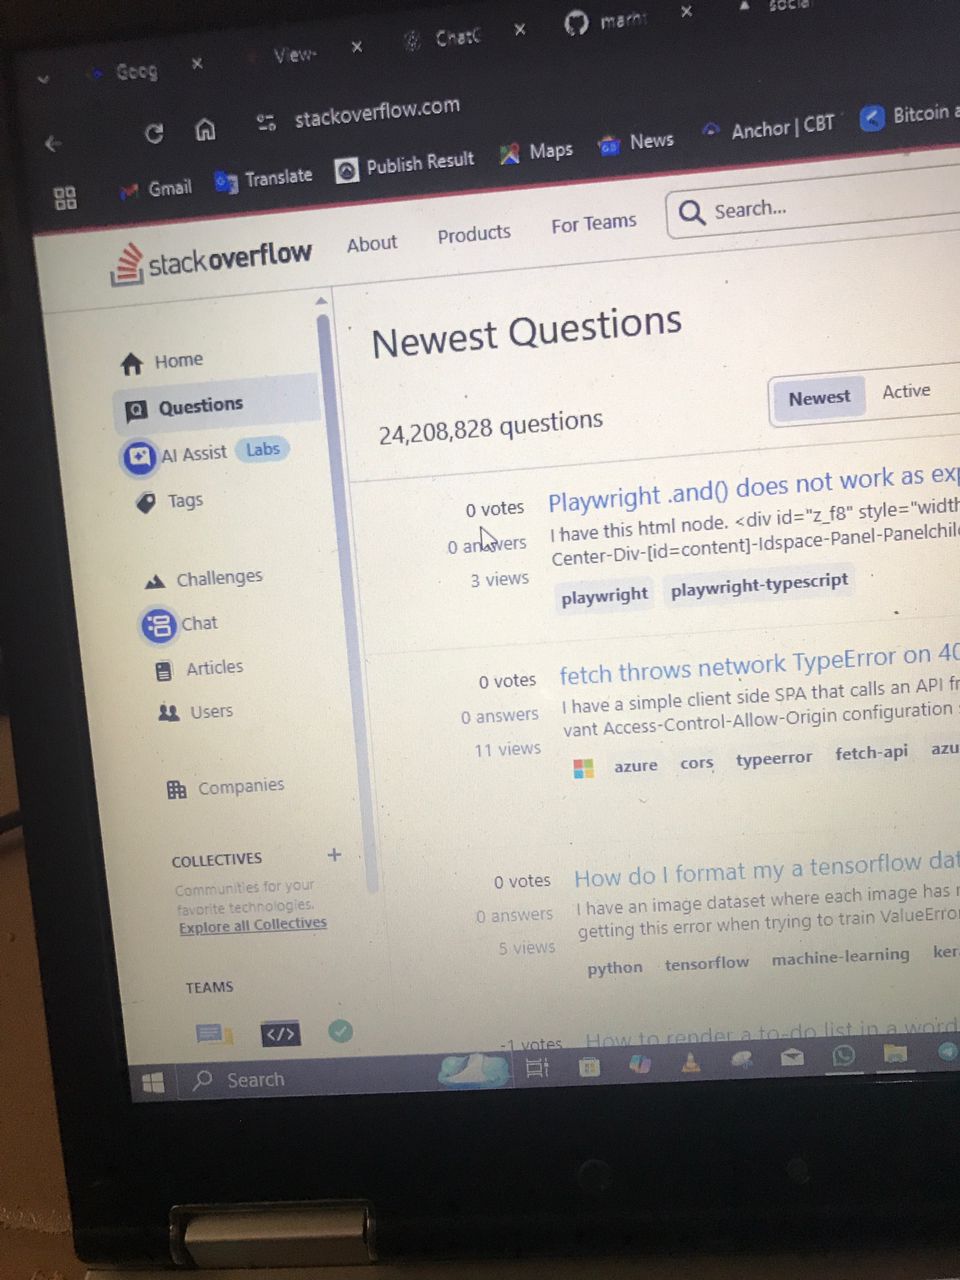 Goog
View-
ChatG
marh
stackoverflow.com
Gmail
Translate
Publish Result
Maps
News
Anchor | CBT
Bitcoin a
stackoverflow
About
Products
For Teams
Search...
Home
Questions
AI Assist Labs
Tags
Challenges
Chat
Articles
Users
Companies
COLLECTIVES +
Communities for your
favorite technologies.
Explore all Collectives
TEAMS
Newest Questions
24,208,828 questions
Newest
Active
0 votes
0 answers
3 views
Playwright .and() does not work as exp
I have this html node. <div id="z_f8" style="width
Center-Div-[id=content]-Idspace-Panel-Panelchild
playwright playwright-typescript
0 votes
0 answers
11 views
fetch throws network TypeError on 40
I have a simple client side SPA that calls an API fr
vant Access-Control-Allow-Origin configuration s
azure cors typeerror fetch-api azu
0 votes
0 answers
5 views
How do I format my a tensorflow dat
I have an image dataset where each image has
getting this error when trying to train ValueError
python tensorflow machine-learning kera
-1 votes
How to render a to-do list in a word
Search